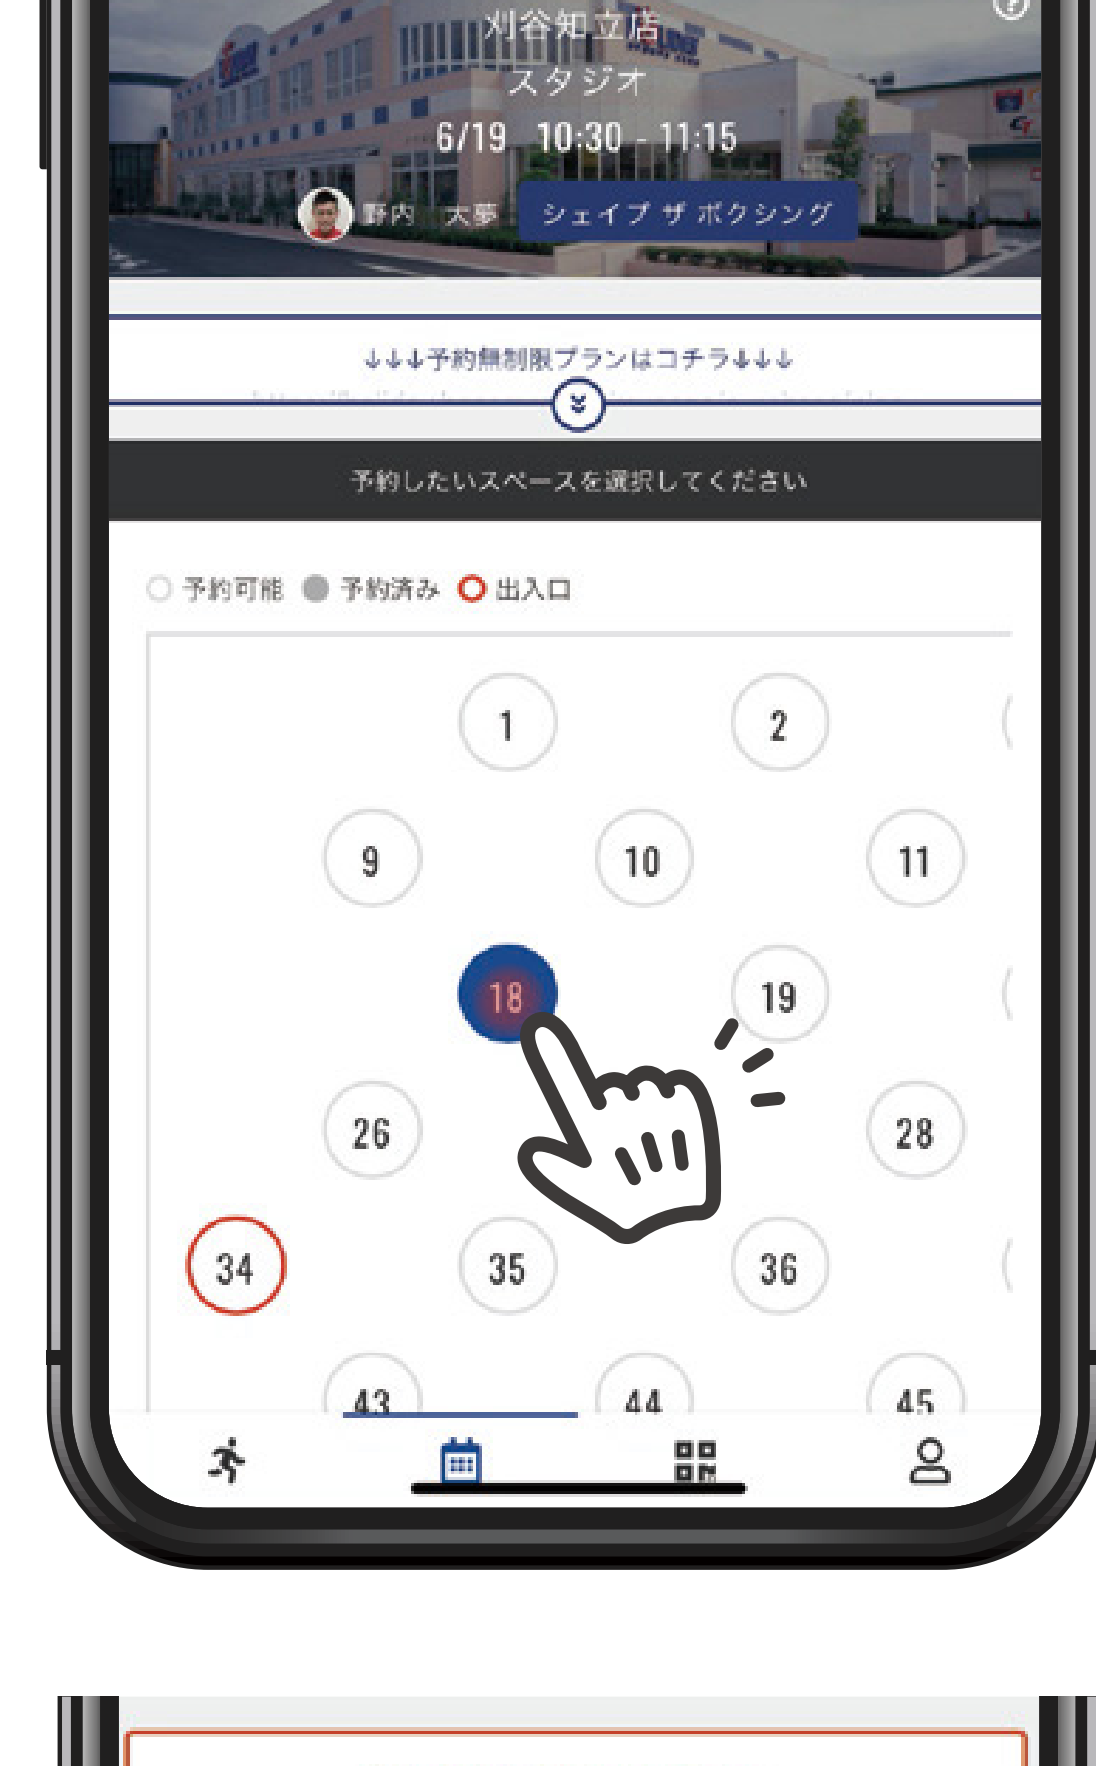 刈谷知立店
スタジオ
6/19 10:30 - 11:15
野内 大夢 シェイプ ザ ボクシング
↓↓↓予約無制限プランはコチラ↓↓↓
予約したいスペースを選択してください
予約可能 予約済み 出入口
1 2
9 10 11
18 19
26 28
34 35 36
43 44 45